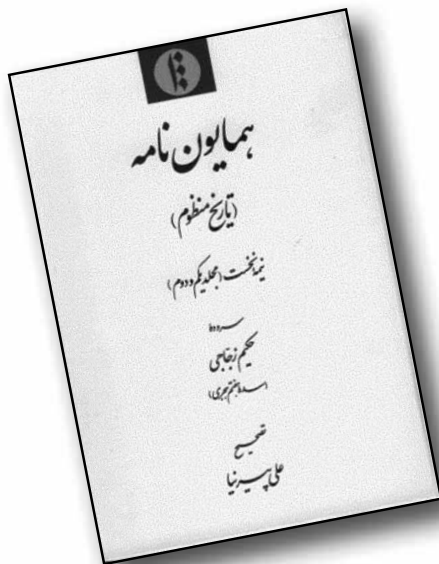 همایون نامه
(تاریخ منظوم)
نیمهٔ نخست (مجلد یکم و دوم)
سرودهٔ
حکیم زجاجی
(سدهٔ هفتم هجری)
تصحیح
علی پیرنیا